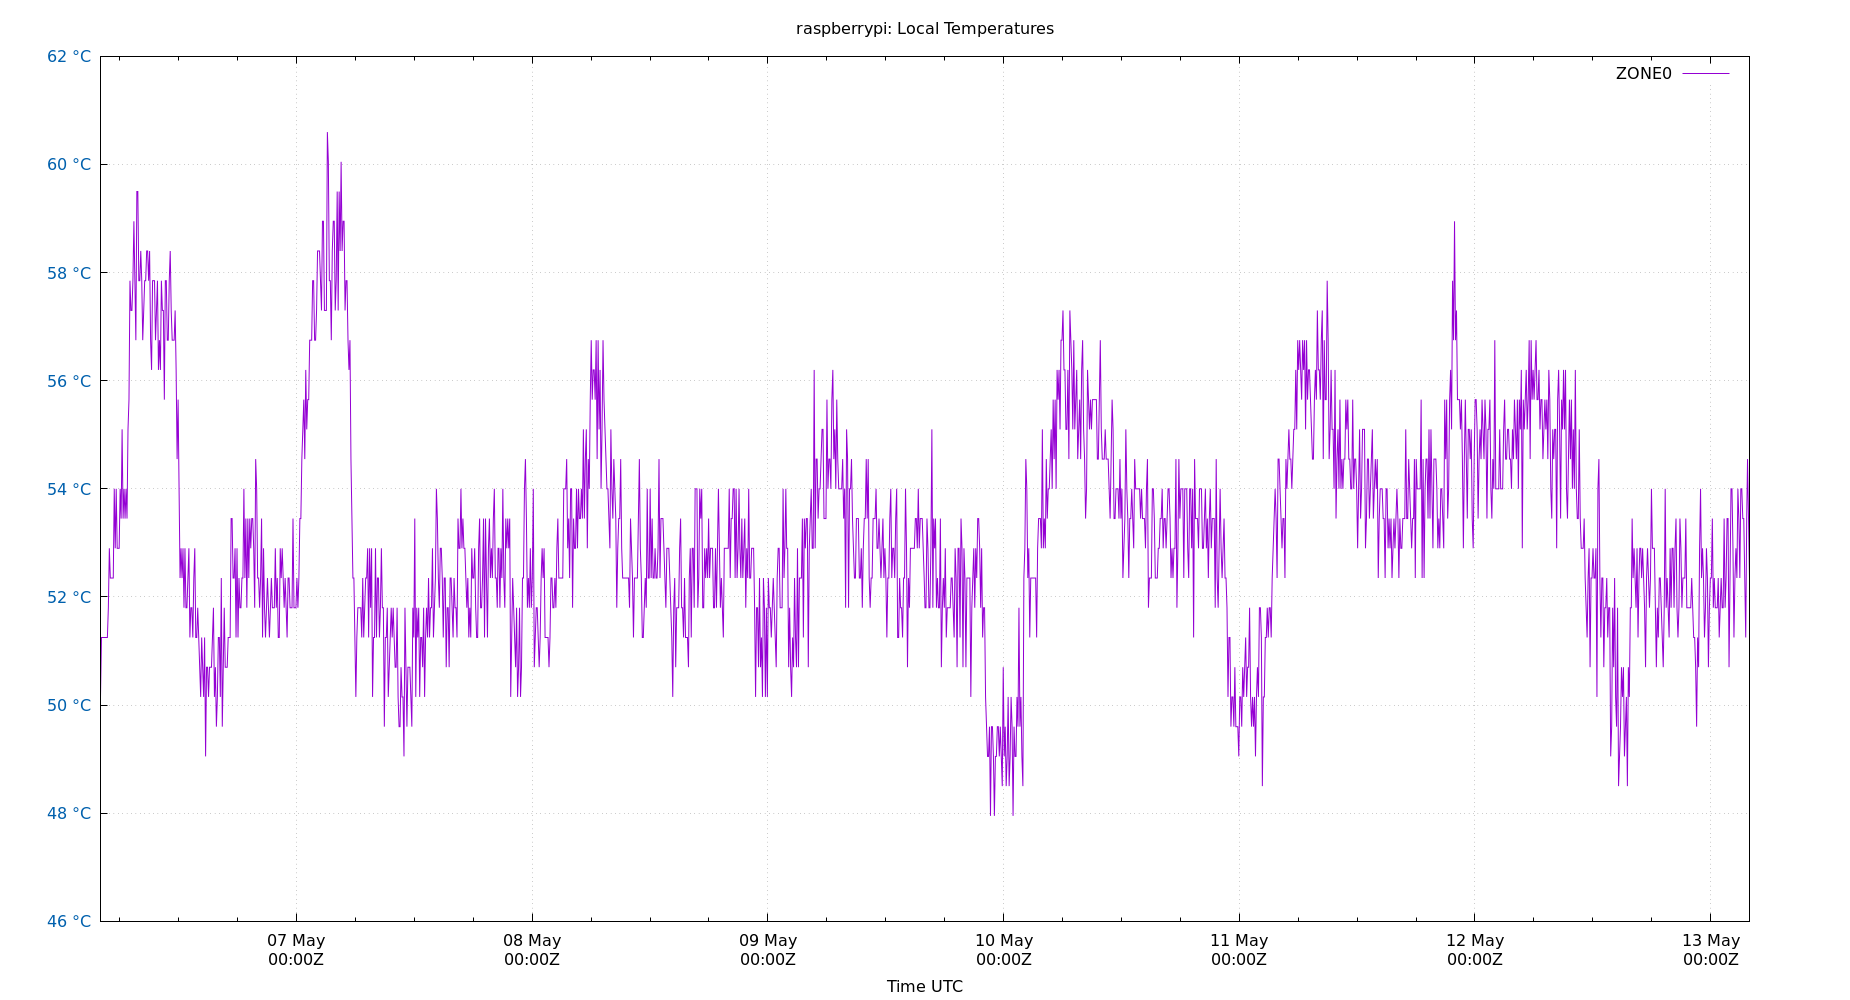 raspberrypi: Local Temperatures
62 °C
ZONE0
60 °C
58 °C
56 °C
54 °C
52 °C
50 °C
48 °C
46 °C
07 May 08 May 09 May 10 May 11 May 12 May 13 May
00:00Z 00:00Z 00:00Z 00:00Z 00:00Z 00:00Z 00:00Z
Time UTC